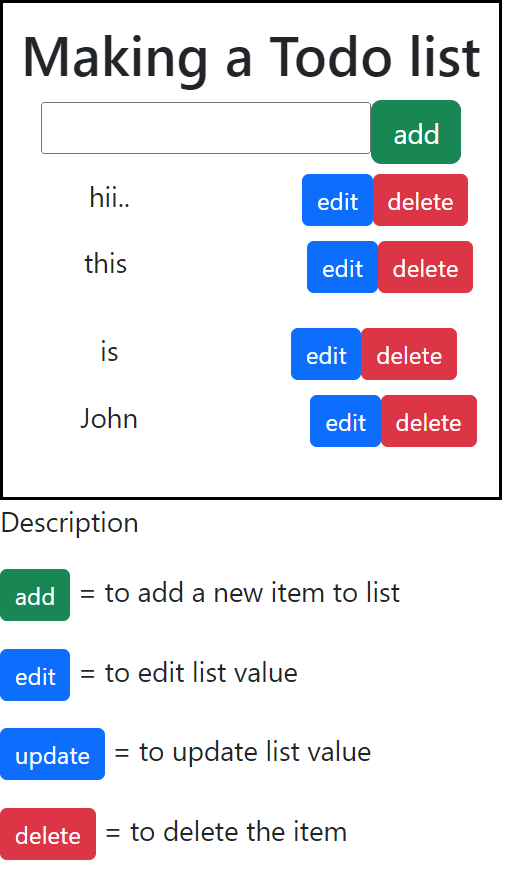 Making a Todo list
add
hii.. edit delete
this edit delete
is edit delete
John edit delete
Description
add = to add a new item to list
edit = to edit list value
update = to update list value
delete = to delete the item